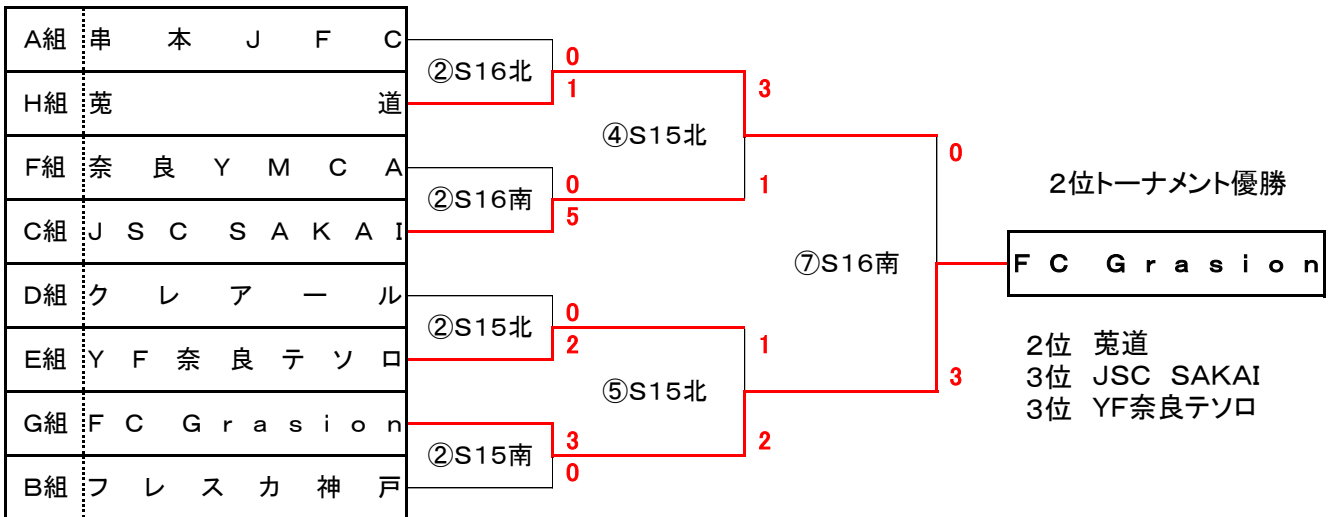 A組 串本JFC
②S16北
0
1
H組 莵道
3
④S15北
F組 奈良YMCA
②S16南
0
5
1
C組 JSC SAKAI
0
2位トーナメント優勝
⑦S16南
FC Grasion
D組 クレアール
②S15北
0
2
E組 YF奈良テソロ
1
⑤S15北
3
2位 莵道
3位 JSC SAKAI
3位 YF奈良テソロ
G組 FC Grasion
②S15南
3
0
2
B組 フレスカ神戸